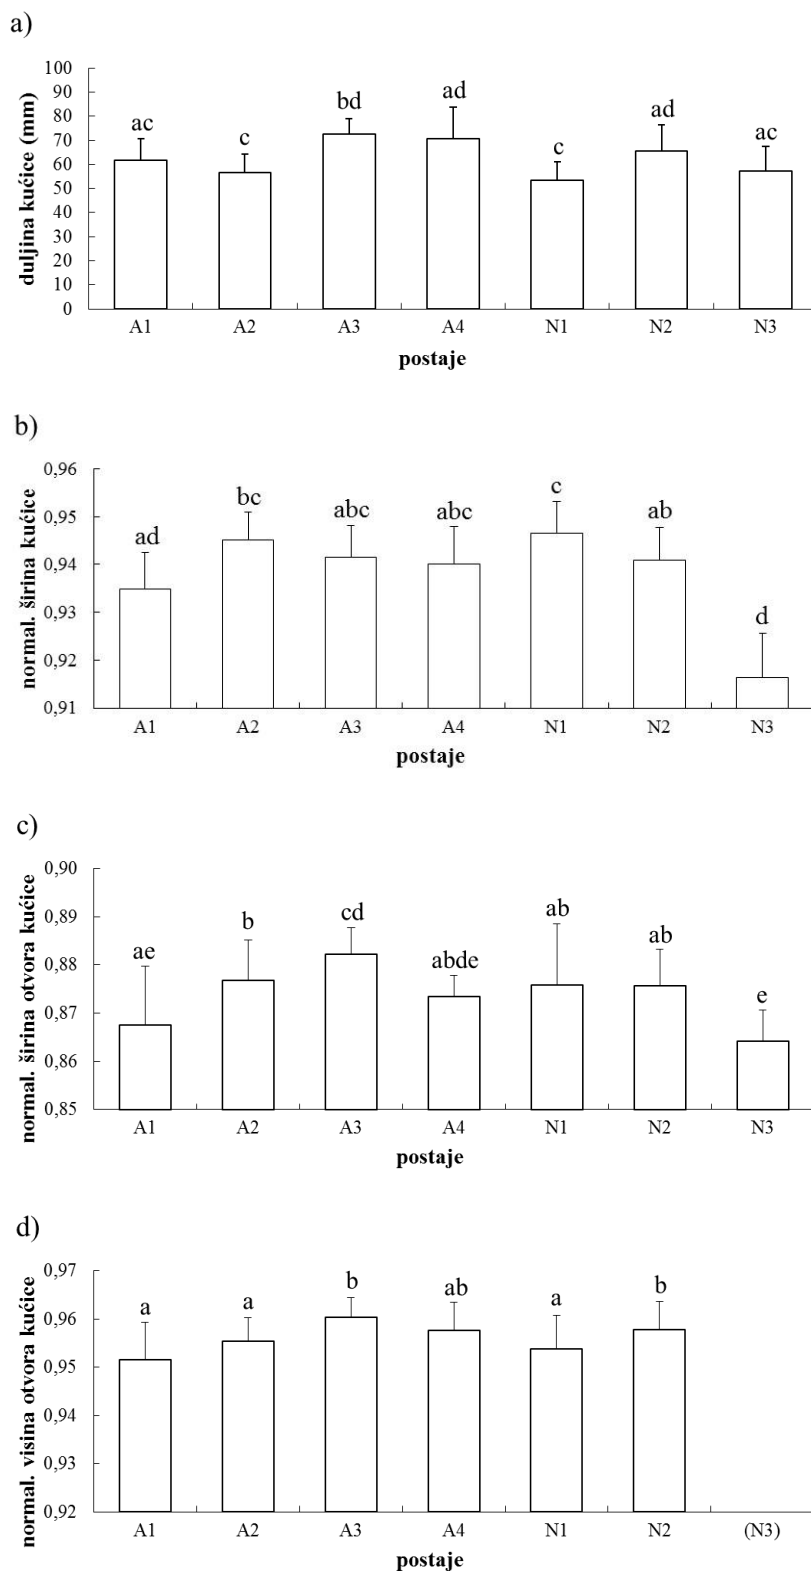 a)
duljina kućice (mm)
100
90
80
70
60
50
40
30
20
10
0
ac
c
bd
ad
c
ad
ac
A1 A2 A3 A4 N1 N2 N3
postaje
b)
normal. širina kućice
0,96
0,95
0,94
0,93
0,92
0,91
ad
bc
abc
abc
c
ab
d
A1 A2 A3 A4 N1 N2 N3
postaje
c)
normal. širina otvora kućice
0,90
0,89
0,88
0,87
0,86
0,85
ae
b
cd
abde
ab
ab
e
A1 A2 A3 A4 N1 N2 N3
postaje
d)
normal. visina otvora kućice
0,97
0,96
0,95
0,94
0,93
0,92
a
a
b
ab
a
b
A1 A2 A3 A4 N1 N2 (N3)
postaje